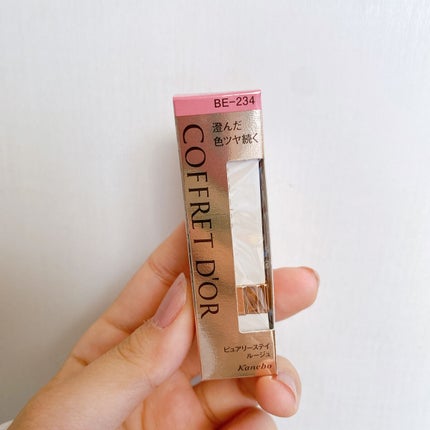 BE-234
澄んだ
色ツヤ続く
COFFRET D'OR
ピュアリーステイ
ルージュ
Kanebo